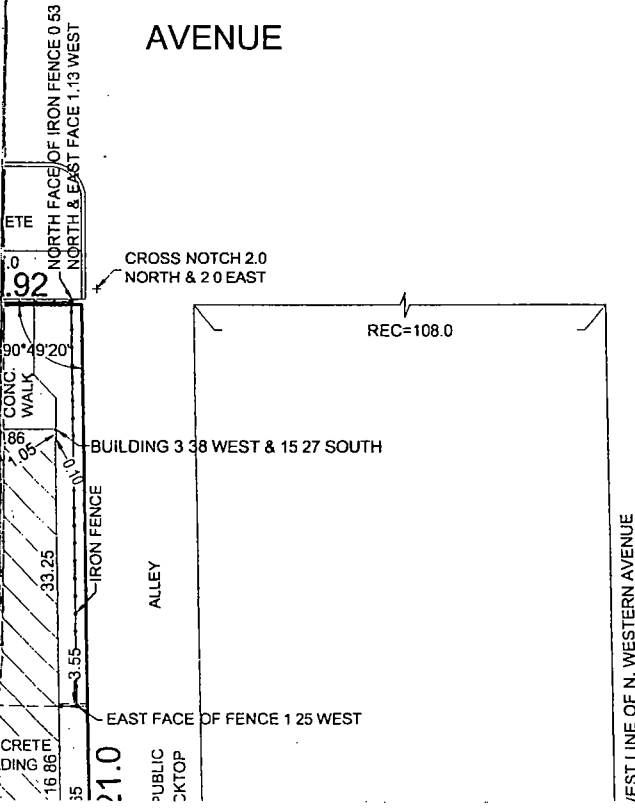 AVENUE
NORTH FACE OF IRON FENCE 0 53
NORTH & EAST FACE 1.13 WEST
ETE
.0
.92
CROSS NOTCH 2.0
NORTH & 2 0 EAST
REC=108.0
90°49'20"
CONC.
WALK
.86
1.05
0.10
BUILDING 3 38 WEST & 15 27 SOUTH
IRON FENCE
33.25
ALLEY
3.55
EAST FACE OF FENCE 1 25 WEST
CRETE
DING
16 86
65
21.0
PUBLIC
CKTOP
WEST LINE OF N. WESTERN AVENUE